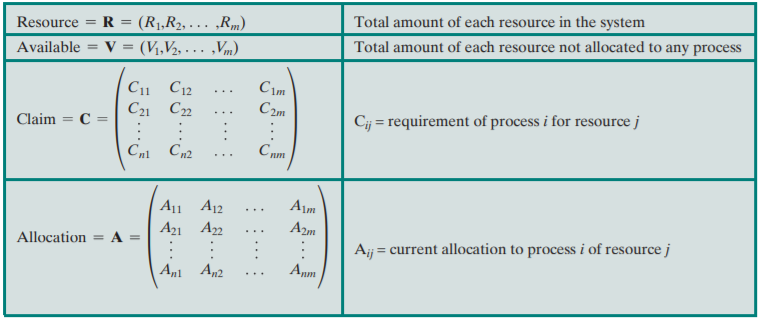 Resource = R = (R₁,R₂, . . . ,Rₘ) Total amount of each resource in the system
Available = V = (V₁,V₂, . . . ,Vₘ) Total amount of each resource not allocated to any process
Claim = C =
C₁₁ C₁₂ . . . C₁ₘ
C₂₁ C₂₂ . . . C₂ₘ
⋮ ⋮ ⋮ ⋮
Cₙ₁ Cₙ₂ . . . Cₙₘ
Cᵢⱼ = requirement of process i for resource j
Allocation = A =
A₁₁ A₁₂ . . . A₁ₘ
A₂₁ A₂₂ . . . A₂ₘ
⋮ ⋮ ⋮ ⋮
Aₙ₁ Aₙ₂ . . . Aₙₘ
Aᵢⱼ = current allocation to process i of resource j